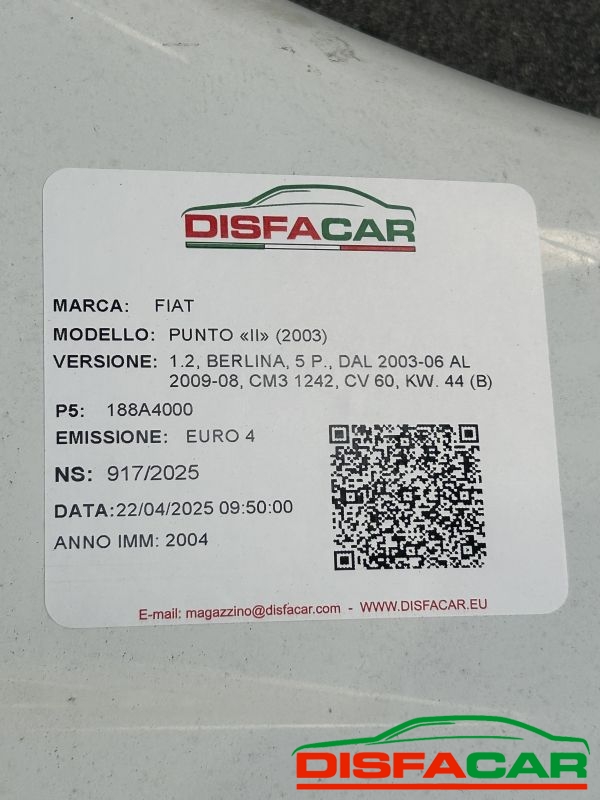 DISFACAR
MARCA: FIAT
MODELLO: PUNTO «II» (2003)
VERSIONE: 1.2, BERLINA, 5 P., DAL 2003-06 AL
2009-08, CM3 1242, CV 60, KW. 44 (B)
P5: 188A4000
EMISSIONE: EURO 4
NS: 917/2025
DATA:22/04/2025 09:50:00
ANNO IMM: 2004
E-mail: magazzino@disfacar.com - WWW.DISFACAR.EU
DISFACAR